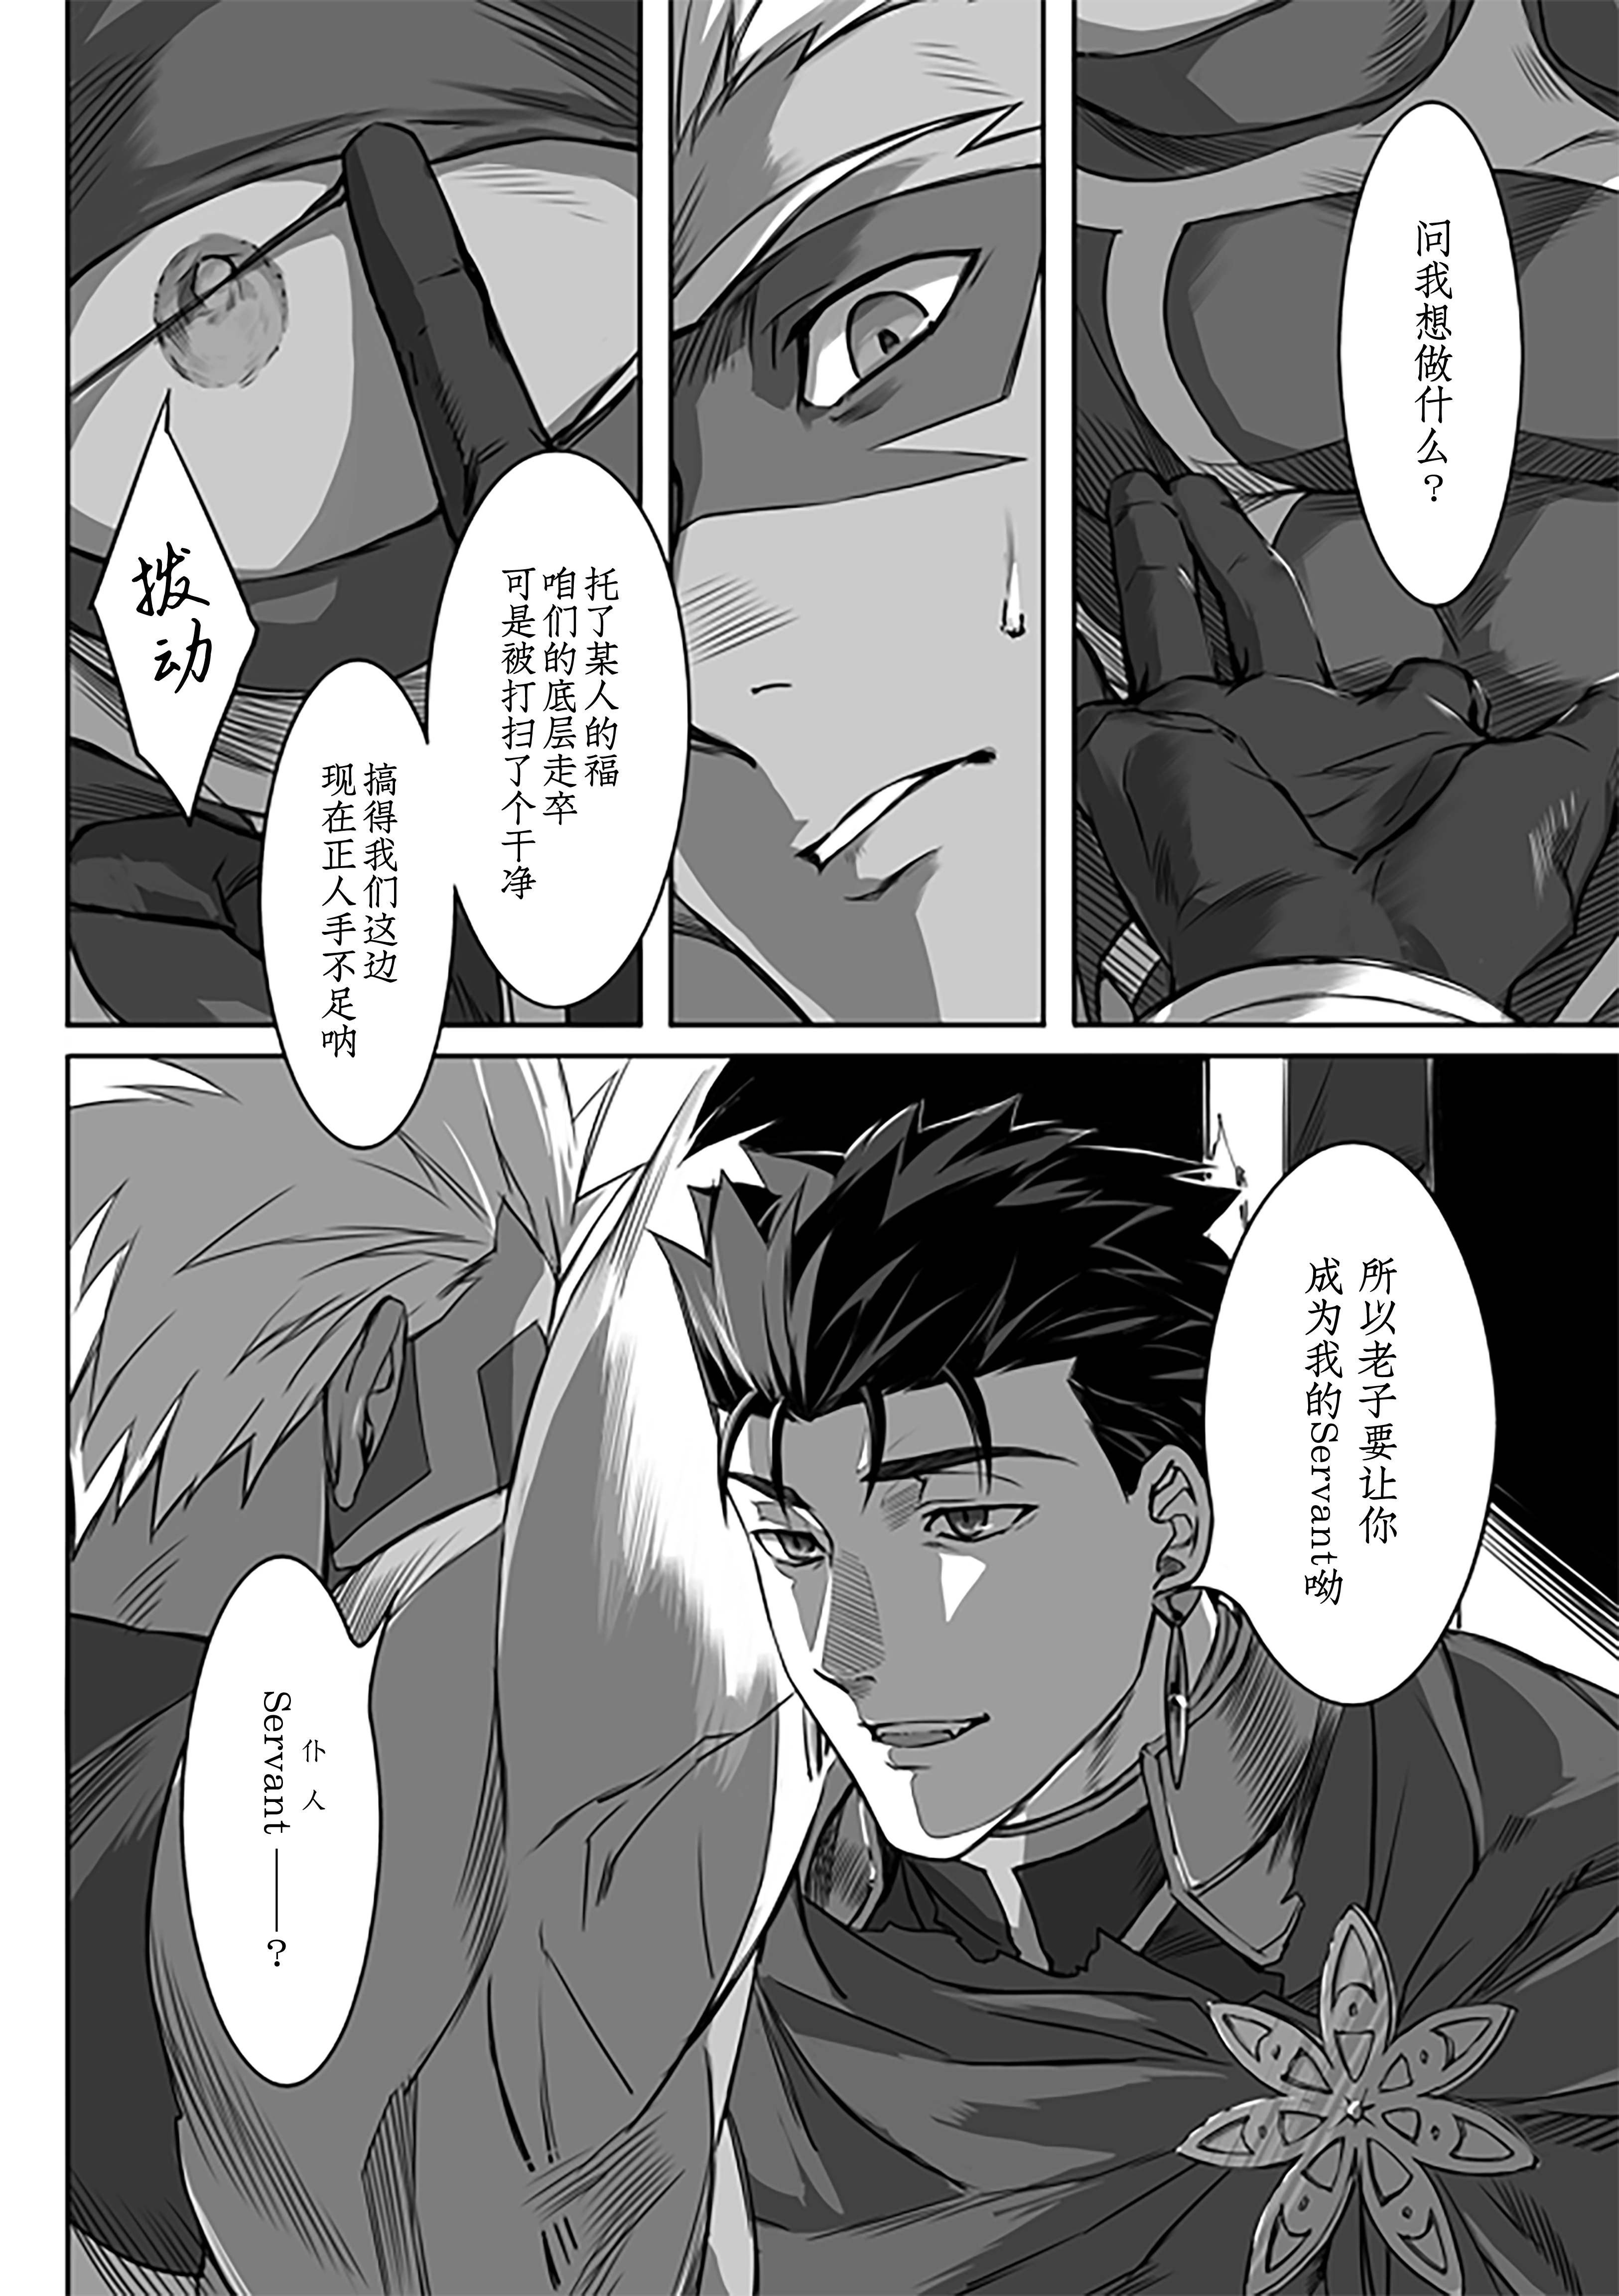 问我想做什么？
托了某人的福
咱们的底层走卒
可是被打扫了个干净
搞得我们这边
现在正人手不足呐
拨动
所以老子要让你
成为我的Servant呦
仆人
Servant——？